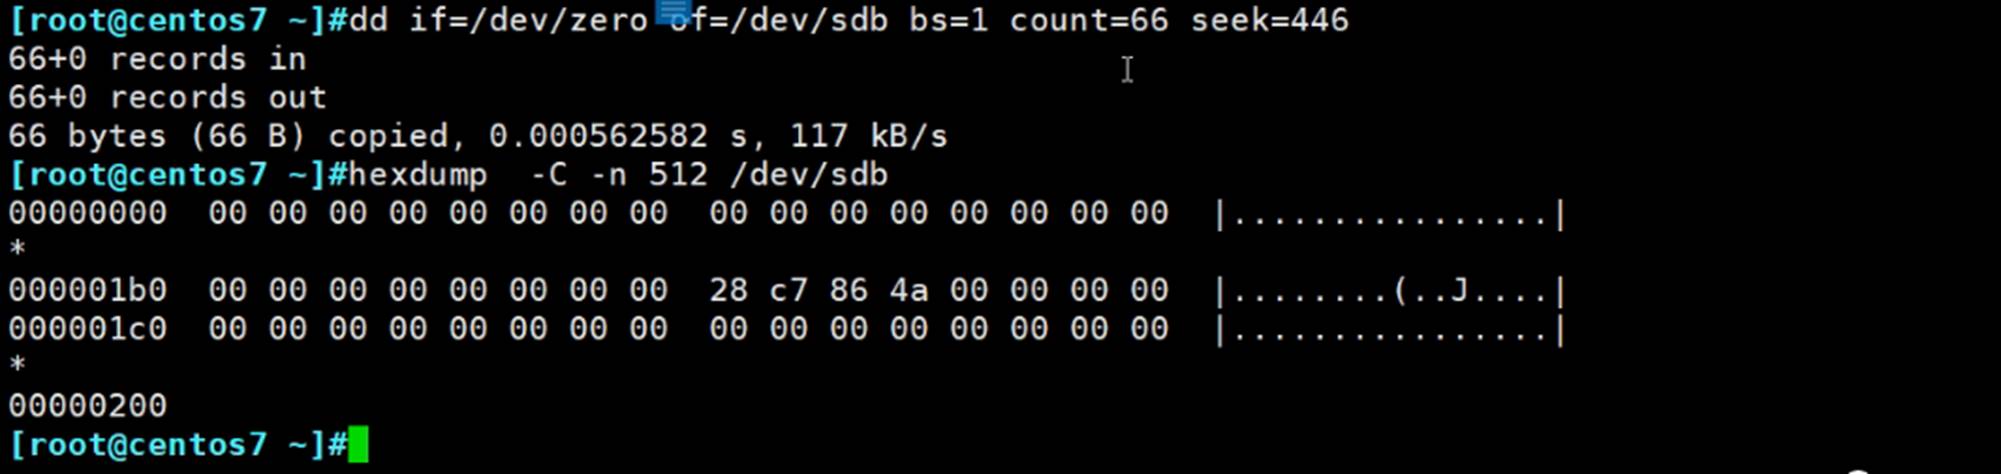 [root@centos7 ~]#dd if=/dev/zero of=/dev/sdb bs=1 count=66 seek=446
66+0 records in
66+0 records out
66 bytes (66 B) copied, 0.000562582 s, 117 kB/s
[root@centos7 ~]#hexdump  -C -n 512 /dev/sdb
00000000  00 00 00 00 00 00 00 00  00 00 00 00 00 00 00 00  |................|
*
000001b0  00 00 00 00 00 00 00 00  28 c7 86 4a 00 00 00 00  |........(..J....|
000001c0  00 00 00 00 00 00 00 00  00 00 00 00 00 00 00 00  |................|
*
00000200
[root@centos7 ~]#